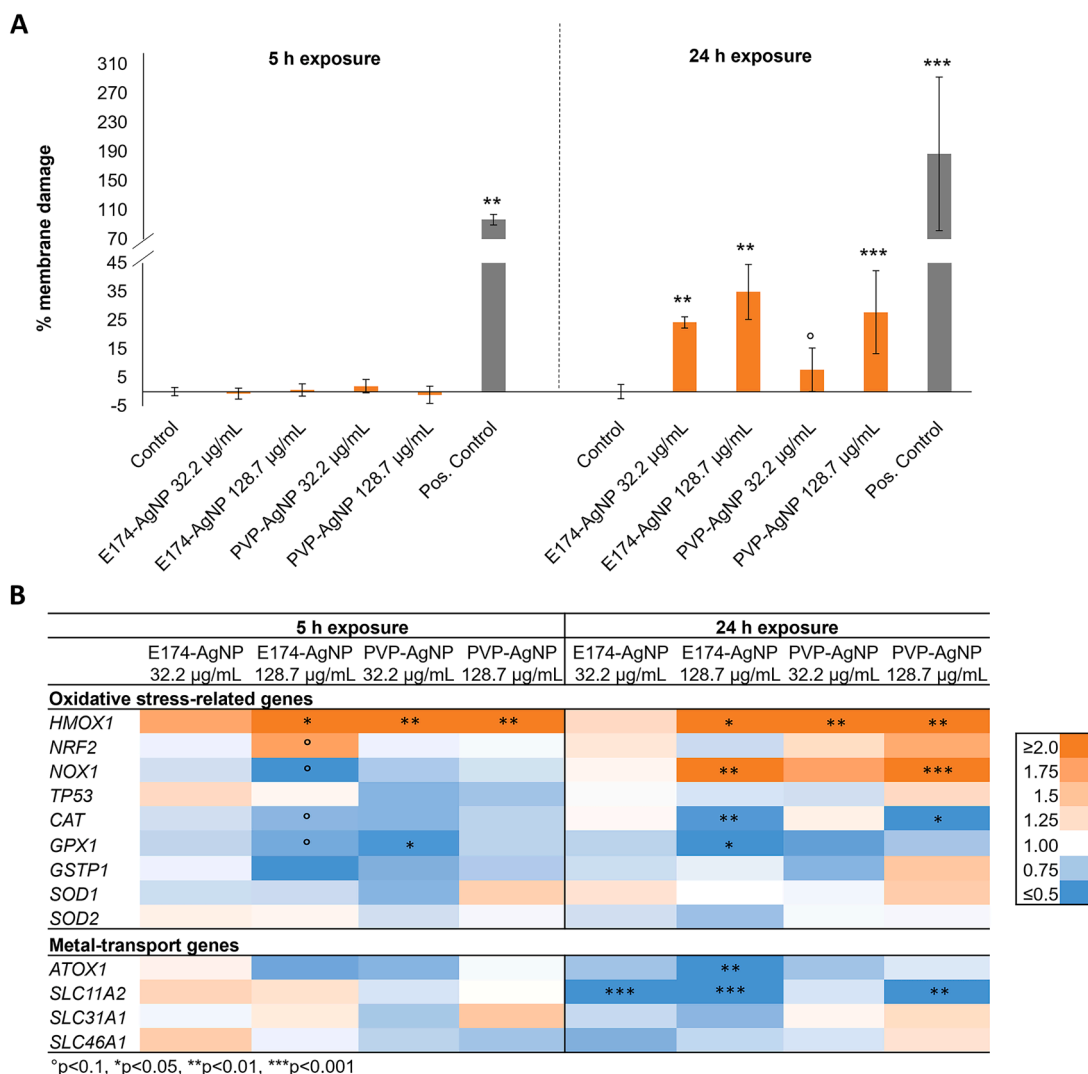 A
5 h exposure
24 h exposure
% membrane damage
310
270
230
190
150
110
70
45
35
25
15
5
-5
**
**
**
°
***
***
Control
E174-AgNP 32.2 µg/mL
E174-AgNP 128.7 µg/mL
PVP-AgNP 32.2 µg/mL
PVP-AgNP 128.7 µg/mL
Pos. Control
Control
E174-AgNP 32.2 µg/mL
E174-AgNP 128.7 µg/mL
PVP-AgNP 32.2 µg/mL
PVP-AgNP 128.7 µg/mL
Pos. Control
B
5 h exposure 24 h exposure
E174-AgNP E174-AgNP PVP-AgNP PVP-AgNP E174-AgNP E174-AgNP PVP-AgNP PVP-AgNP
32.2 µg/mL 128.7 µg/mL 32.2 µg/mL 128.7 µg/mL 32.2 µg/mL 128.7 µg/mL 32.2 µg/mL 128.7 µg/mL
Oxidative stress-related genes
HMOX1 * ** ** * ** **
NRF2 °
NOX1 ° ** ***
TP53
CAT ° ** *
GPX1 ° * *
GSTP1
SOD1
SOD2
Metal-transport genes
ATOX1 **
SLC11A2 *** *** **
SLC31A1
SLC46A1
≥2.0
1.75
1.5
1.25
1.00
0.75
≤0.5
°p<0.1, *p<0.05, **p<0.01, ***p<0.001